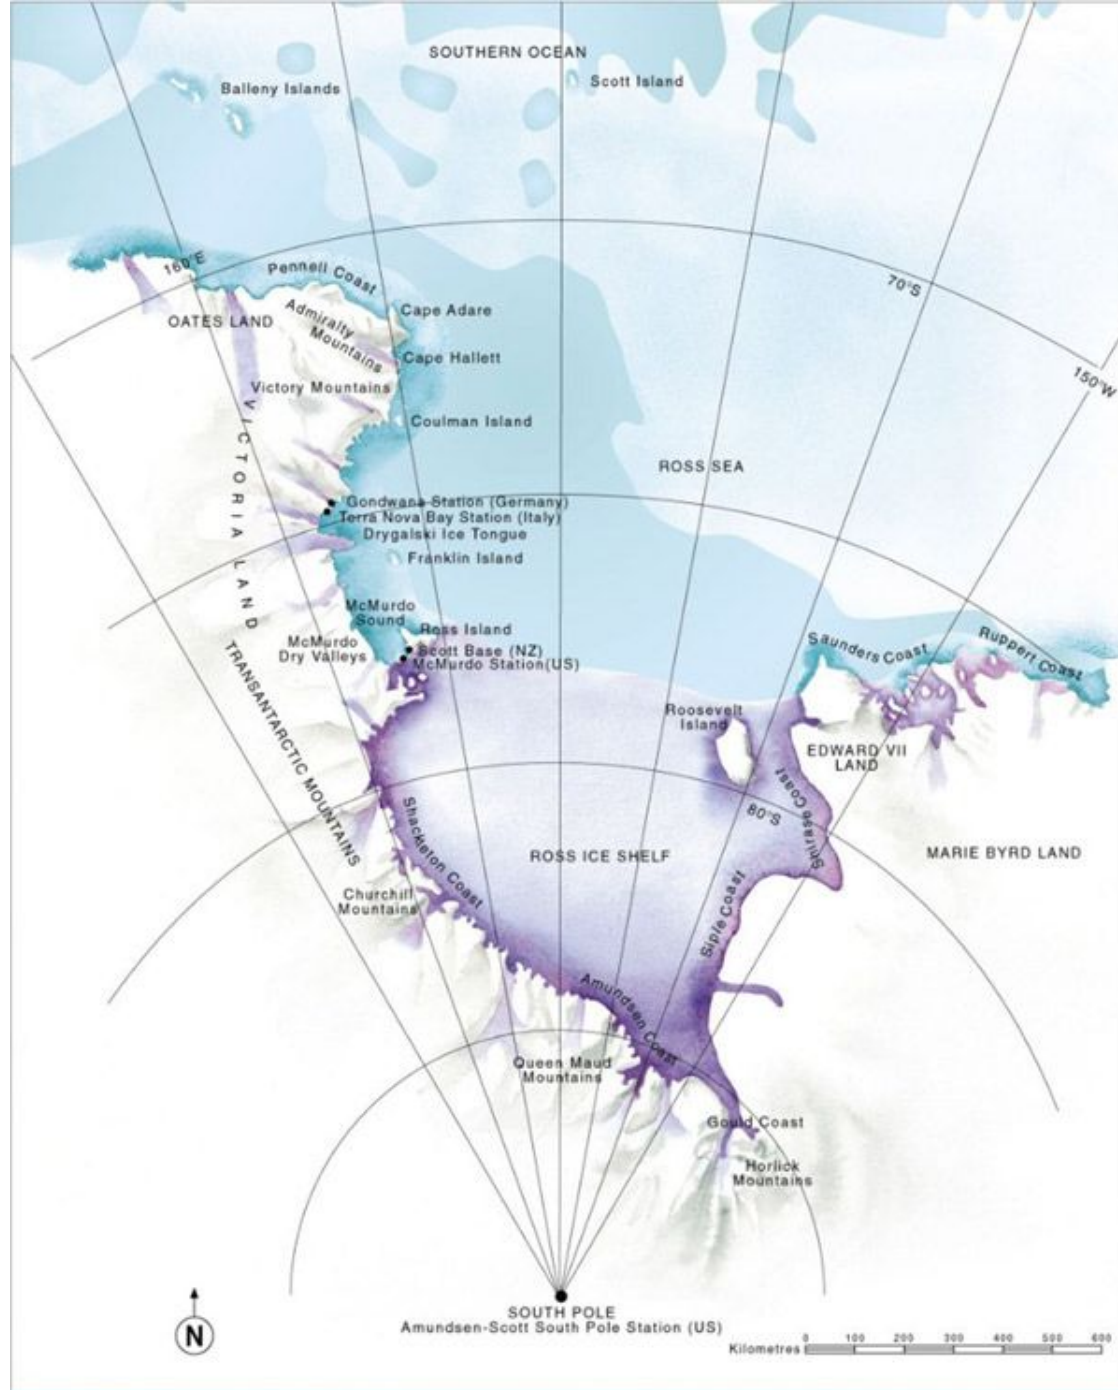 SOUTHERN OCEAN
Scott Island
Balleny Islands
160°E
Pennell Coast
70°S
OATES LAND
Admiralty
Mountains
Cape Adare
Cape Hallett
150°W
Victory Mountains
Coulman Island
VICTORIA LAND
ROSS SEA
Gondwana Station (Germany)
Terra Nova Bay Station (Italy)
Drygalski Ice Tongue
Franklin Island
McMurdo
Sound
Ross Island
McMurdo
Dry Valleys
Scott Base (NZ)
McMurdo Station(US)
Saunders Coast
Ruppert Coast
TRANSANTARCTIC MOUNTAINS
Roosevelt
Island
EDWARD VII
LAND
80°S
Shirase Coast
Shackleton Coast
ROSS ICE SHELF
MARIE BYRD LAND
Churchill
Mountains
Siple Coast
Amundsen Coast
Queen Maud
Mountains
Gould Coast
Horlick
Mountains
N
SOUTH POLE
Amundsen-Scott South Pole Station (US)
Kilometres 0 100 200 300 400 500 600